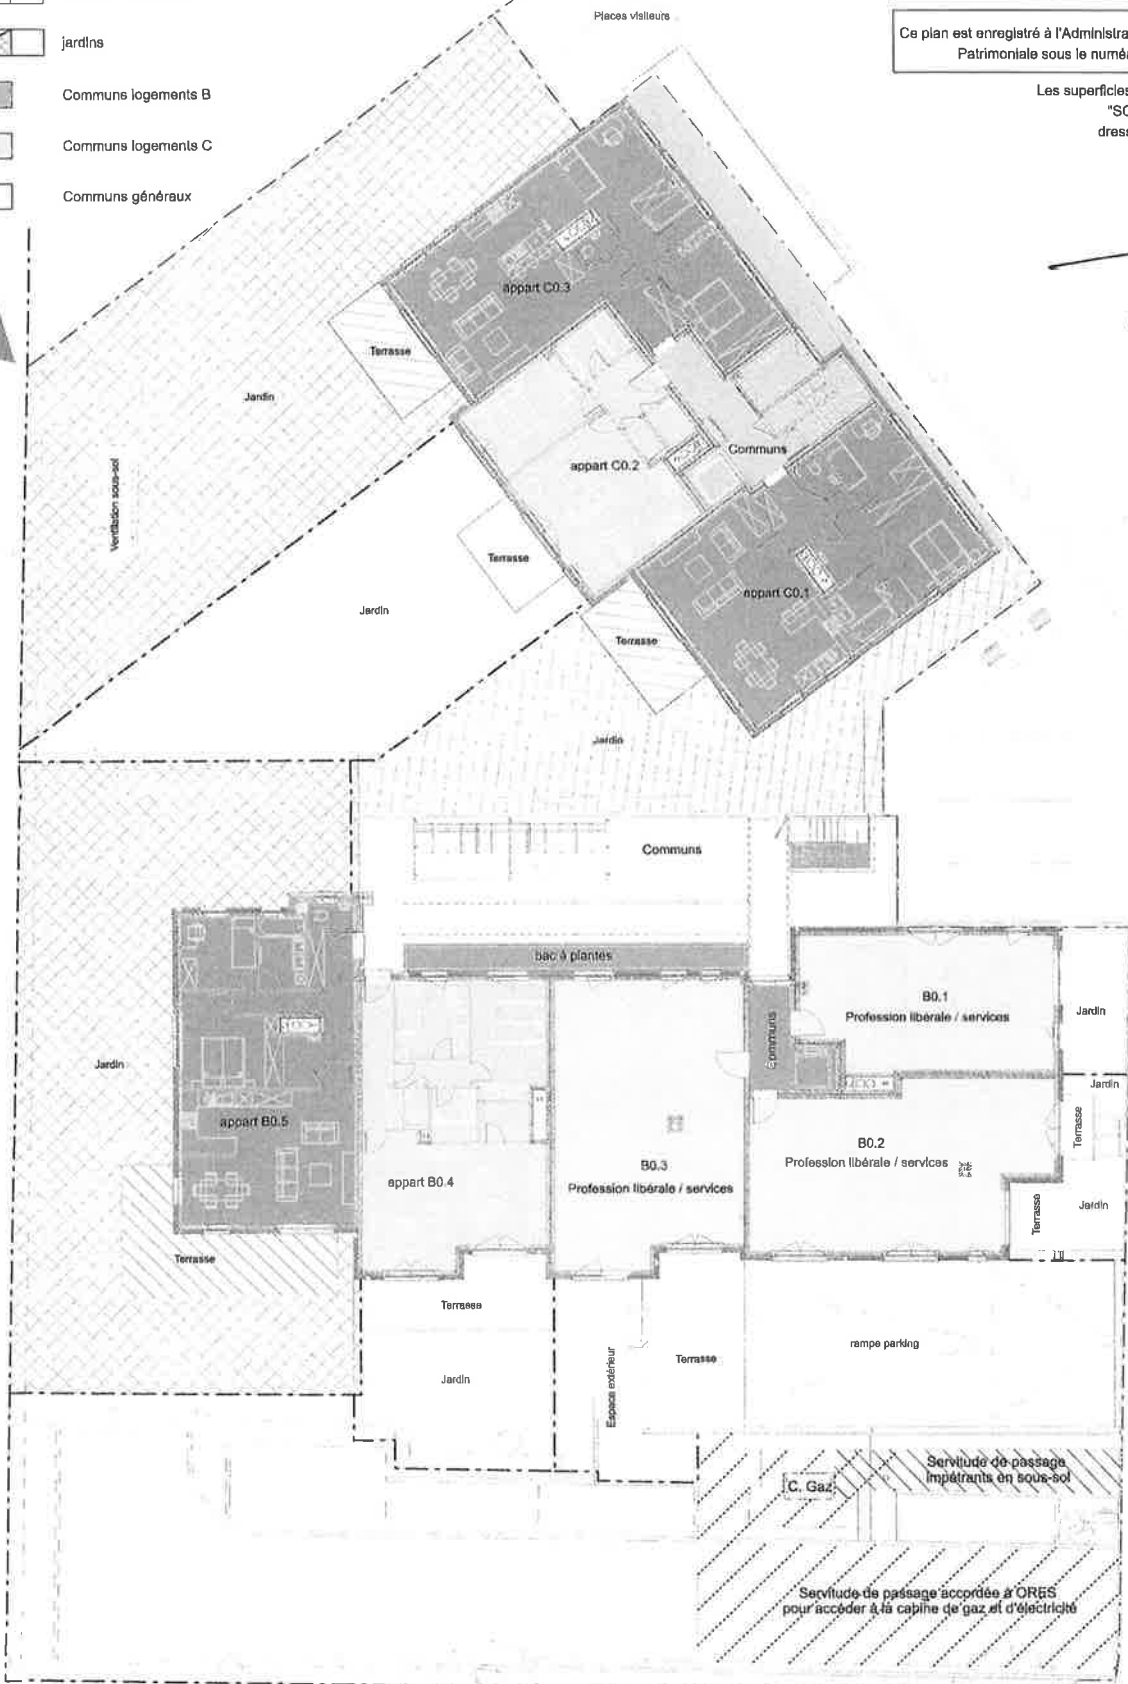 Places visiteurs
jardins
Communs logements B
Communs logements C
Communs généraux
Ce plan est enregistré à l'Administra
Patrimoniale sous le numé
Les superficies
"SC
dress
appart C0.3
Terrasse
Jardin
Ventilation sous-sol
appart C0.2
Communs
Terrasse
Jardin
appart C0.1
Terrasse
Jardin
Communs
bac à plantes
B0.1
Profession libérale / services
Jardin
Communs
Jardin
appart B0.5
Terrasse
appart B0.4
B0.3
Profession libérale / services
B0.2
Profession libérale / services
Jardin
Terrasse
Terrasse
Jardin
Terrasse
Jardin
Espace extérieur
Terrasse
rampe parking
C. Gaz
Servitude de passage
Impétrants en sous-sol
Servitude de passage accordée à ORES
pour accéder à la cabine de gaz et d'électricité